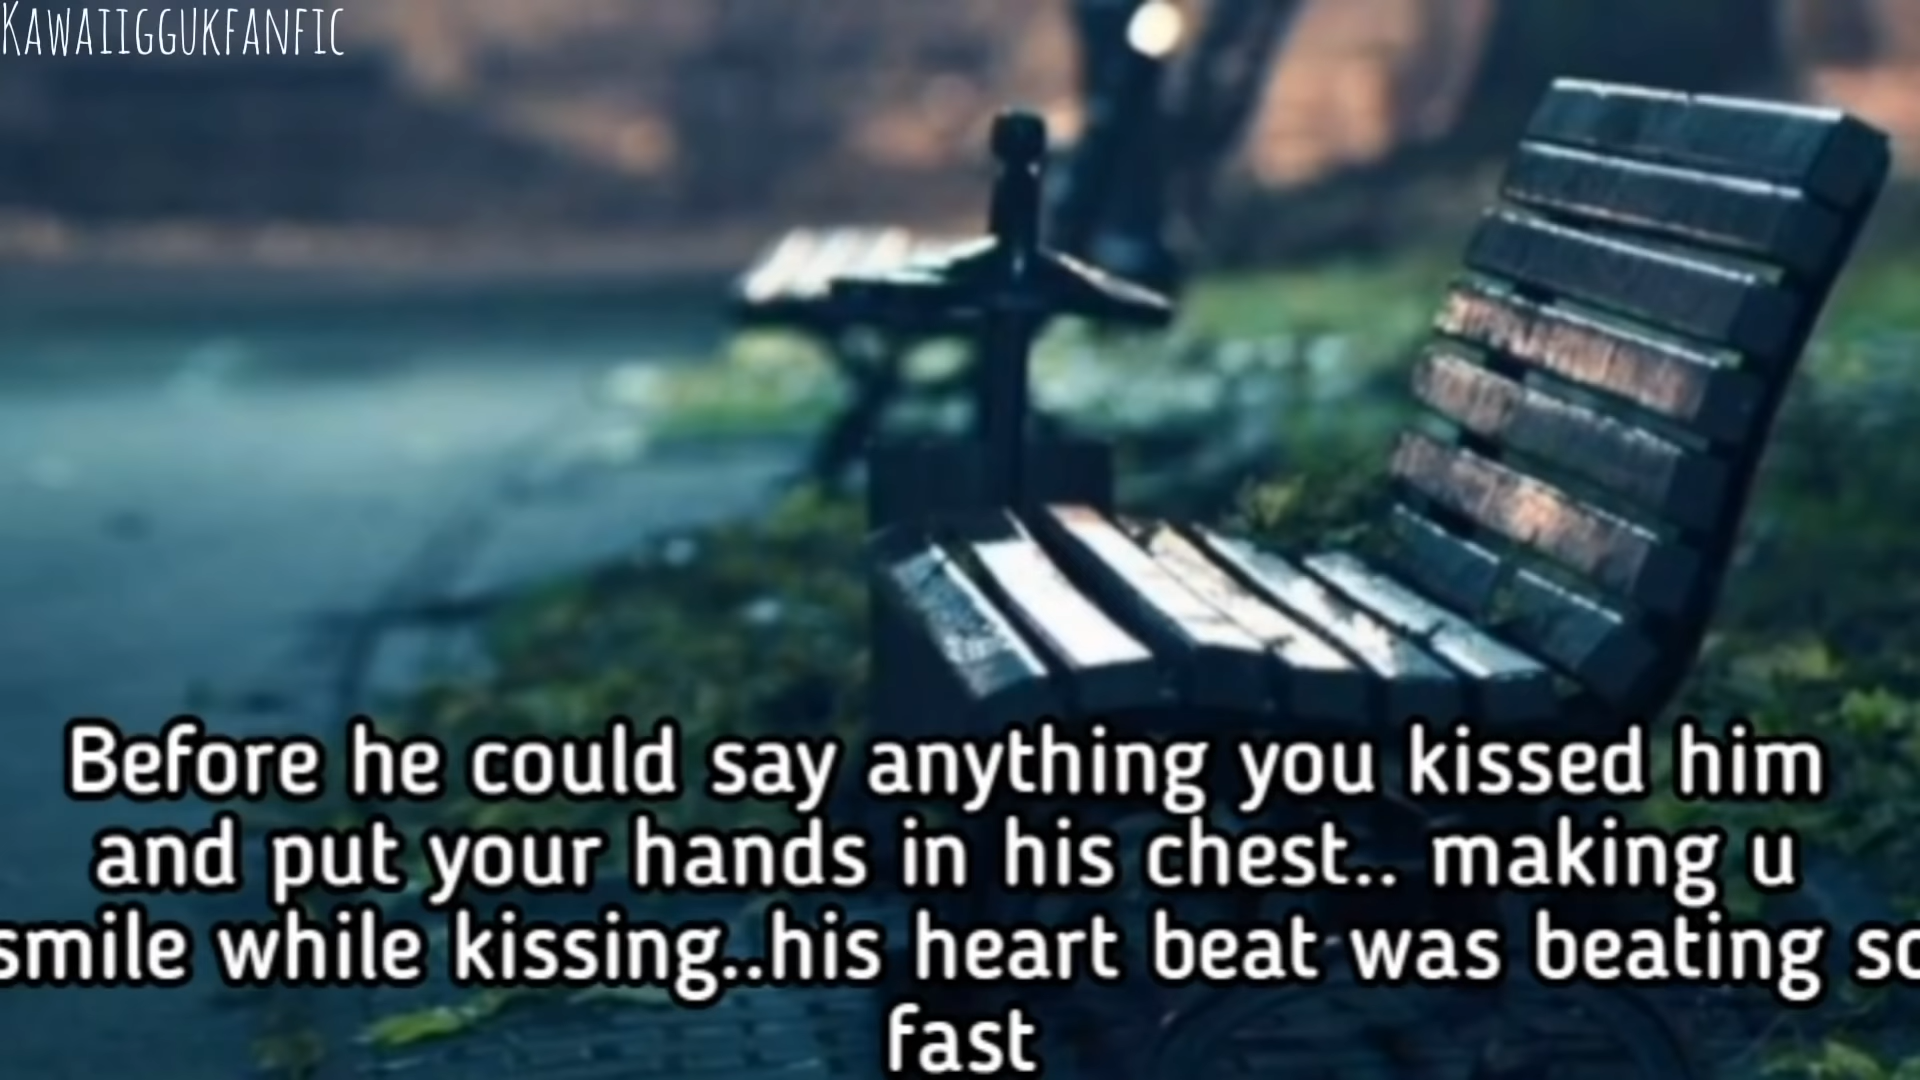 KAWAIIGGUKFANFIC
Before he could say anything you kissed him
and put your hands in his chest.. making u
smile while kissing..his heart beat was beating so
fast